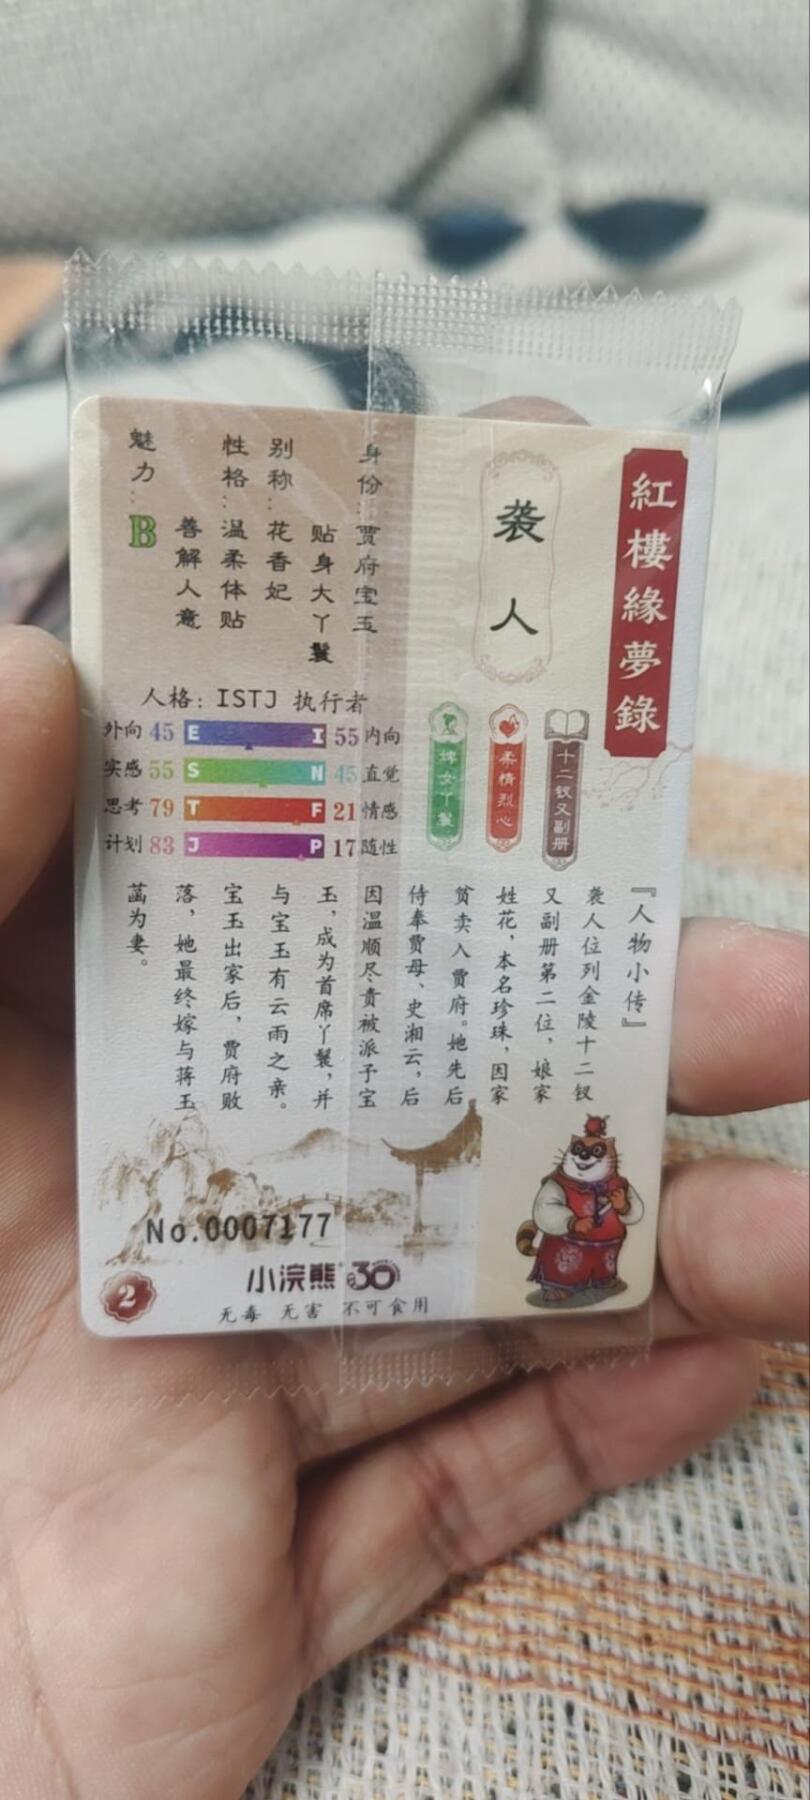 紅樓緣夢錄
袭人
身份：贾府宝玉
贴身大丫鬟
别称：花香妃
性格：温柔体贴
善解人意
魅力：B
人格：ISTJ 执行者
外向 45 E I 55 内向
实感 55 S N 45 直觉
思考 79 T F 21 情感
计划 83 J P 17 随性
十二钗又副册
柔情烈心
婢女丫鬟
『人物小传』
袭人位列金陵十二钗
又副册第二位，娘家
姓花，本名珍珠，因家
贫卖入贾府。她先后
侍奉贾母、史湘云，后
因温顺尽责被派予宝
玉，成为首席丫鬟，并
与宝玉有云雨之亲。
宝玉出家后，贾府败
落，她最终嫁与蒋玉
菡为妻。
No.0007177
小浣熊 30
2
无毒 无害 不可食用